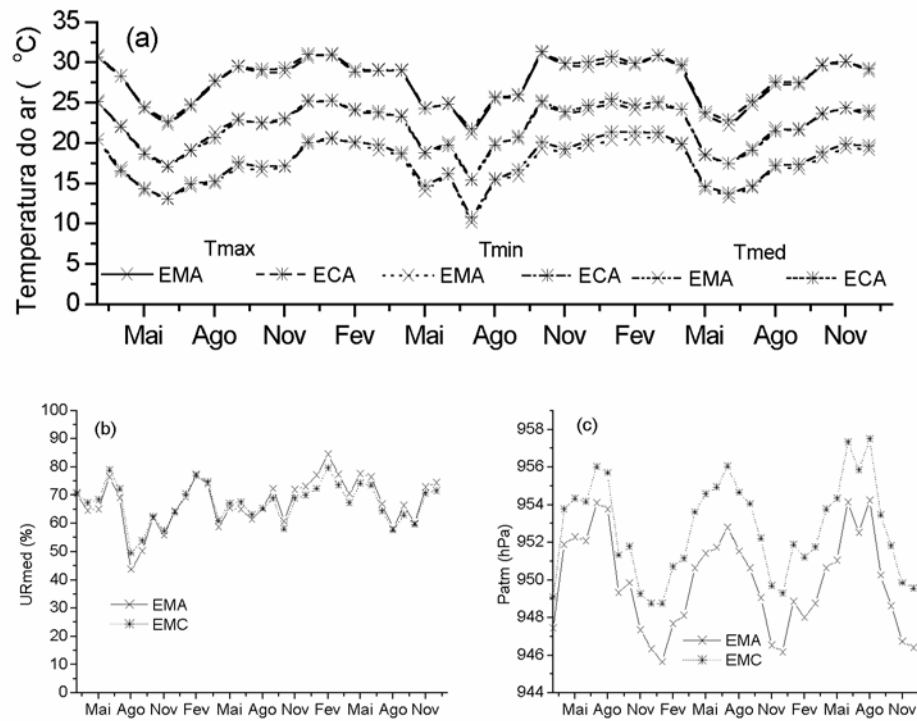 (a)
Temperatura do ar ( °C)
35
30
25
20
15
10
5
0
Tmax Tmin Tmed
EMA ECA EMA ECA EMA ECA
Mai Ago Nov Fev Mai Ago Nov Fev Mai Ago Nov
(b)
URmed (%)
100
90
80
70
60
50
40
30
20
10
0
EMA
EMC
Mai Ago Nov Fev Mai Ago Nov Fev Mai Ago Nov
(c)
Patm (hPa)
958
956
954
952
950
948
946
944
EMA
EMC
Mai Ago Nov Fev Mai Ago Nov Fev Mai Ago Nov